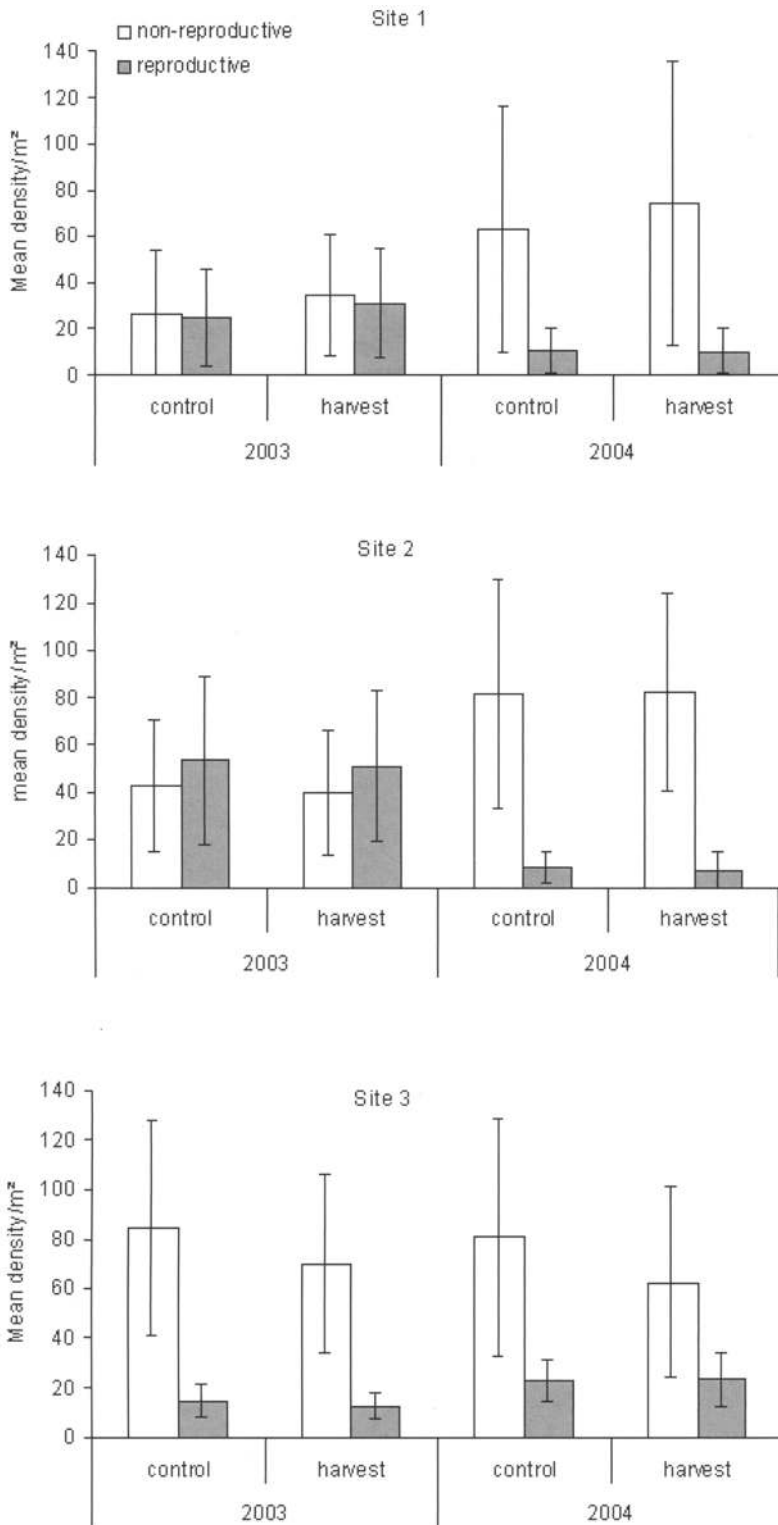 Site 1
non-reproductive
reproductive
Mean density/m²
140
120
100
80
60
40
20
0
control harvest control harvest
2003 2004
Site 2
mean density/m²
140
120
100
80
60
40
20
0
control harvest control harvest
2003 2004
Site 3
Mean density/m²
140
120
100
80
60
40
20
0
control harvest control harvest
2003 2004